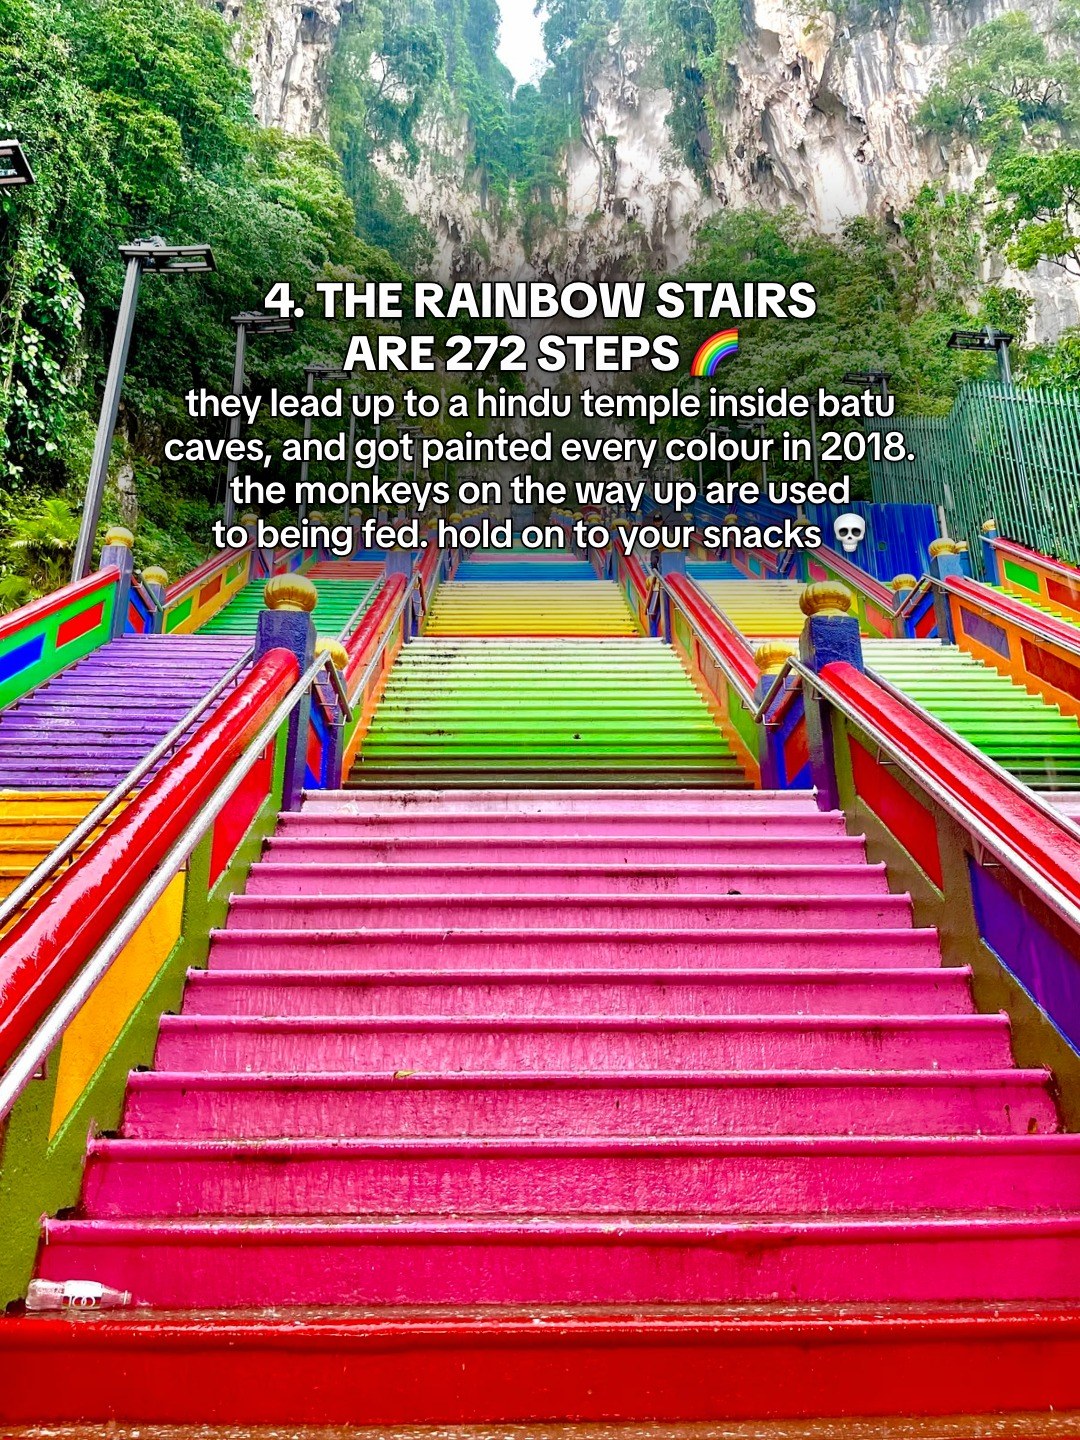 4. THE RAINBOW STAIRS
ARE 272 STEPS 🌈
they lead up to a hindu temple inside batu
caves, and got painted every colour in 2018.
the monkeys on the way up are used
to being fed. hold on to your snacks 💀